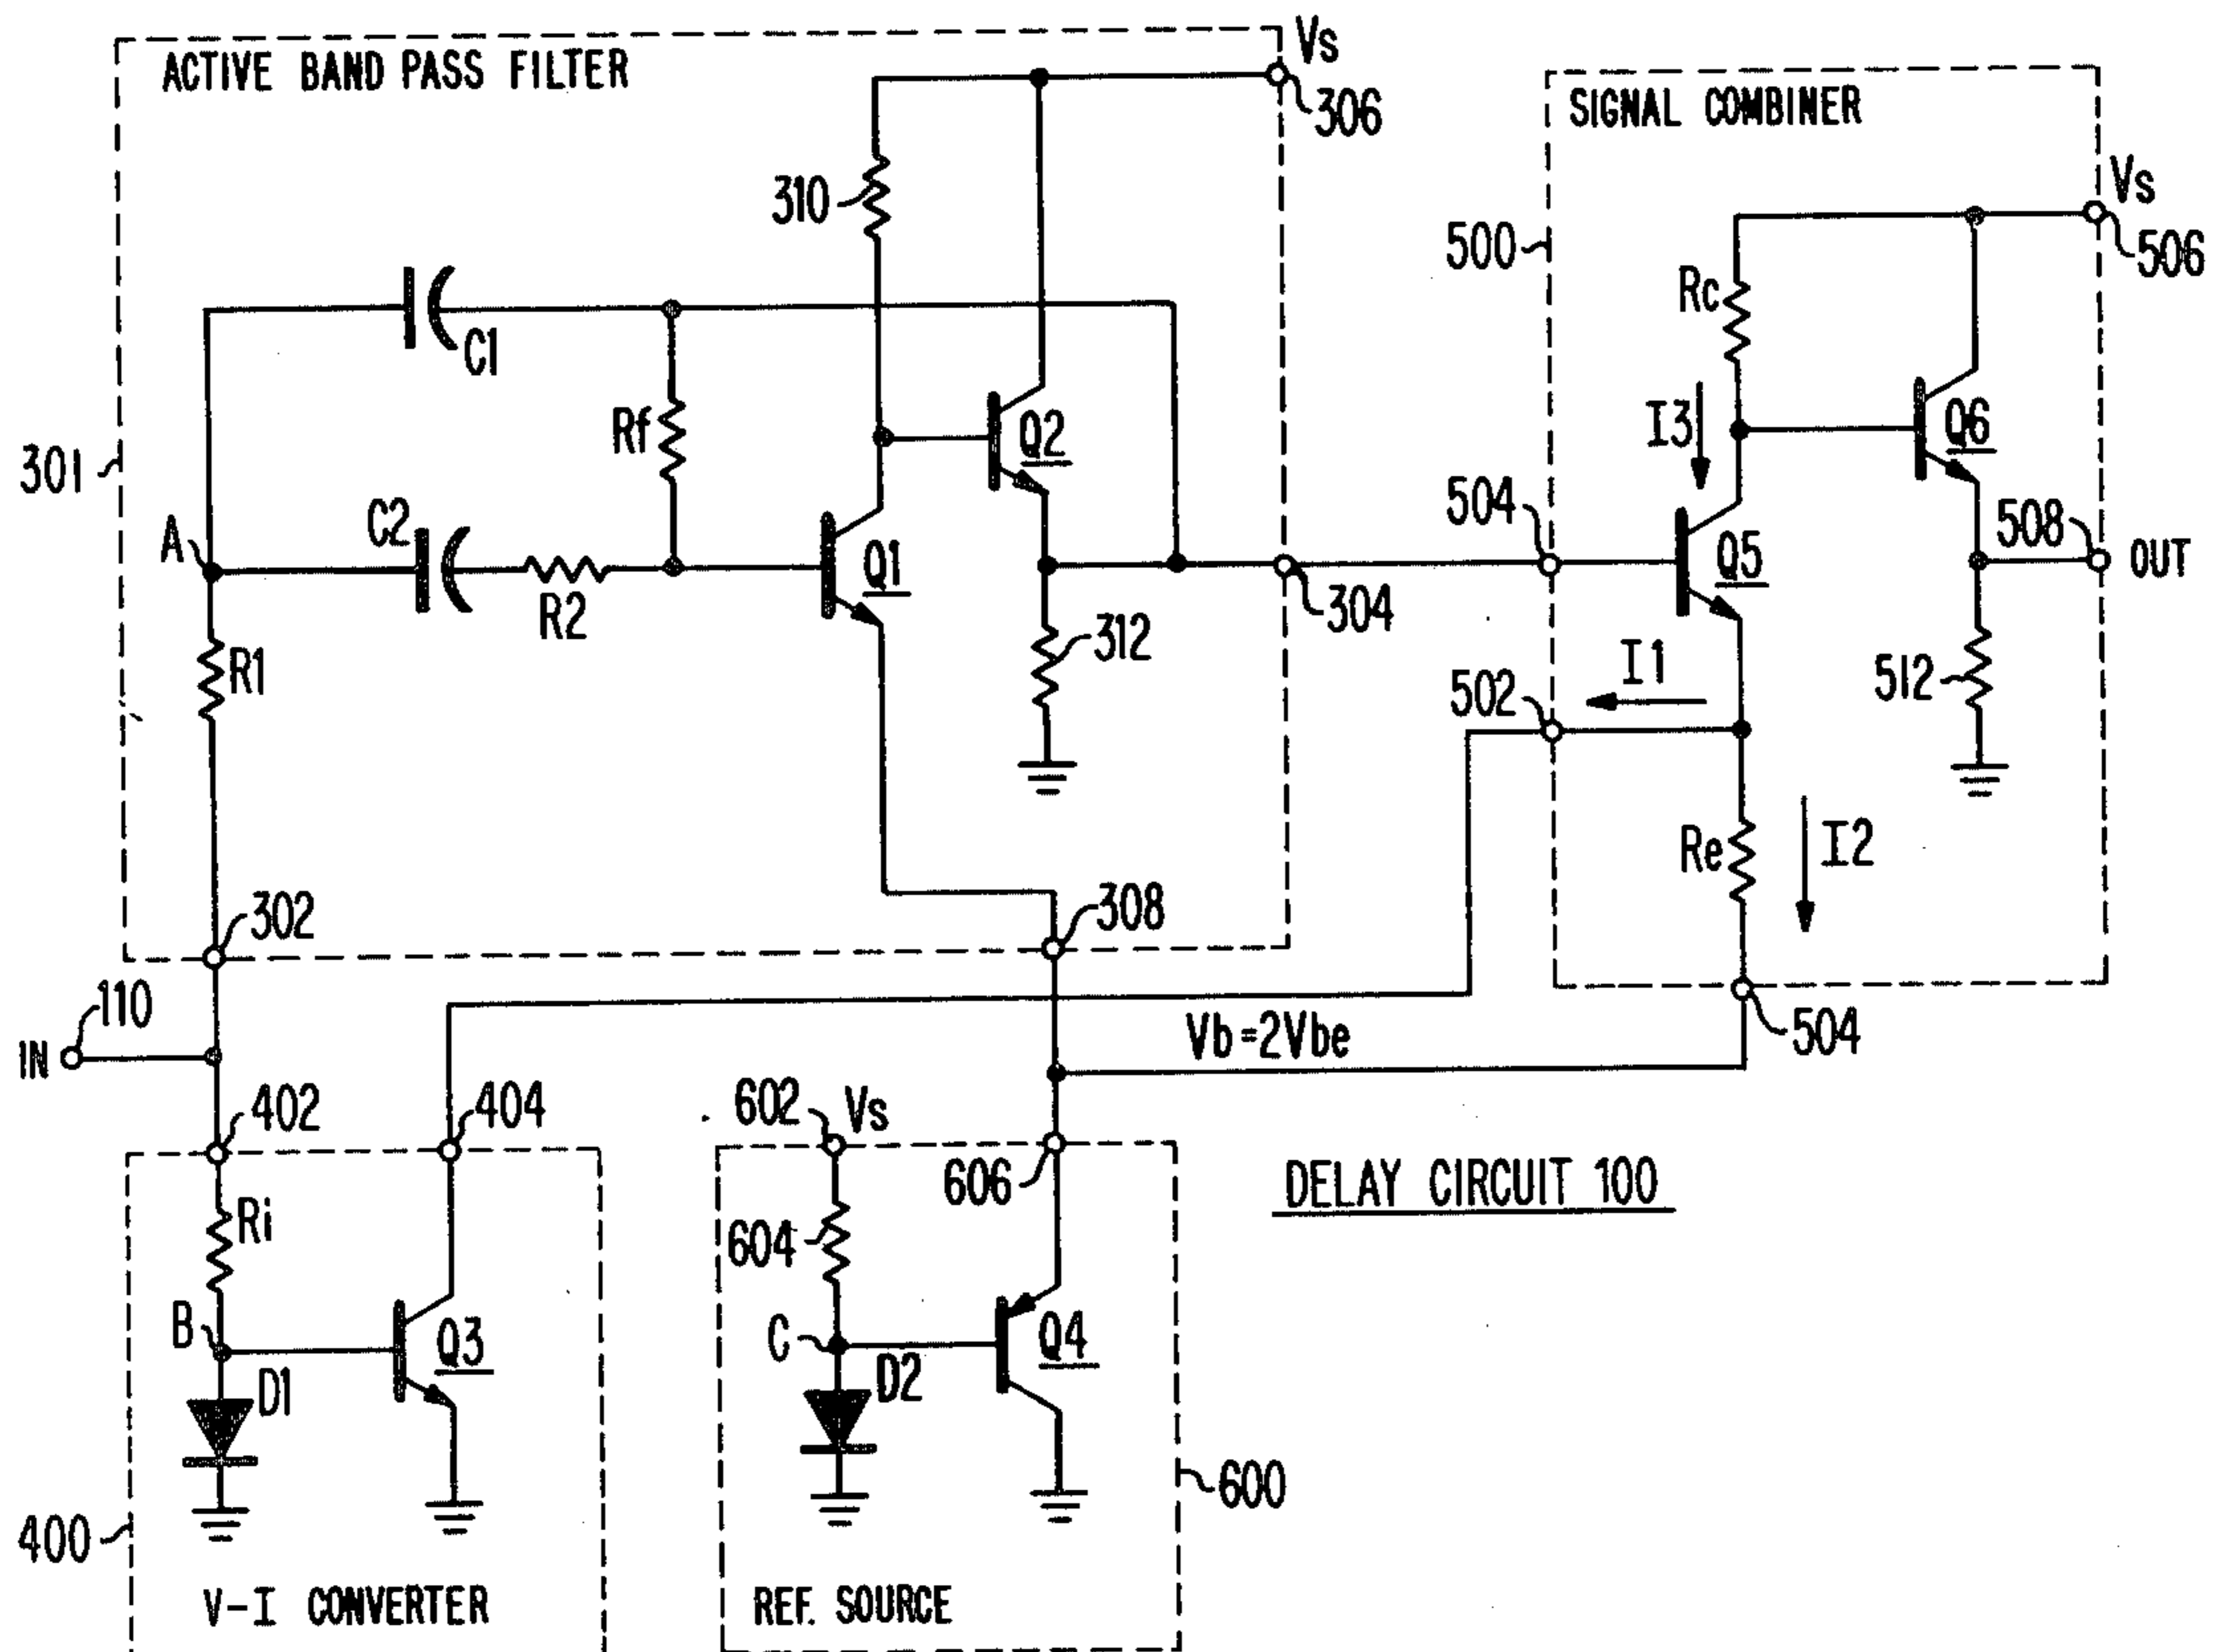 ACTIVE BAND PASS FILTER
Vs
306
SIGNAL COMBINER
Vs
506
310
500
Rc
C1
Rf
Q2
I3
Q6
301
504
508
OUT
A
C2
R2
Q1
304
Q5
R1
312
502
I1
512
Re
I2
302
308
110
IN
Vb=2Vbe
504
402
404
602
Vs
606
DELAY CIRCUIT 100
Ri
604
B
Q3
C
Q4
D1
D2
400
600
V-I CONVERTER
REF. SOURCE